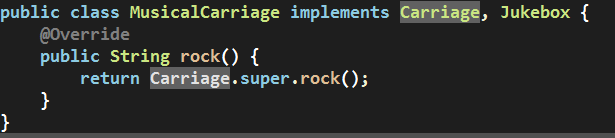 public class MusicalCarriage implements Carriage, Jukebox {
    @Override
    public String rock() {
        return Carriage.super.rock();
    }
}